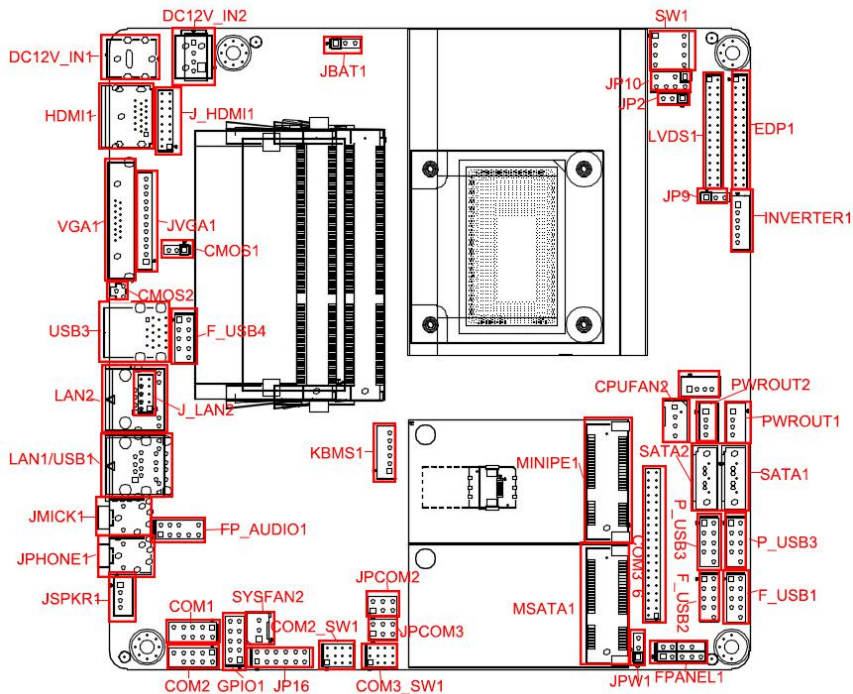 DC12V_IN2
SW1
DC12V_IN1
JBAT1
JP10
HDMI1
J_HDMI1
JP2
LVDS1
EDP1
JP9
VGA1
JVGA1
INVERTER1
CMOS1
CMOS2
USB3
F_USB4
CPUFAN2
PWROUT2
LAN2
J_LAN2
PWROUT1
KBMS1
SATA2
LAN1/USB1
MINIPE1
SATA1
JMICK1
FP_AUDIO1
P_USB3
P_USB3
JPHONE1
COM3_6
JSPKR1
SYSFAN2
JPCOM2
MSATA1
F_USB2
F_USB1
COM1
COM2_SW1
JPCOM3
COM2
GPIO1
JP16
COM3_SW1
JPW1
FPANEL1